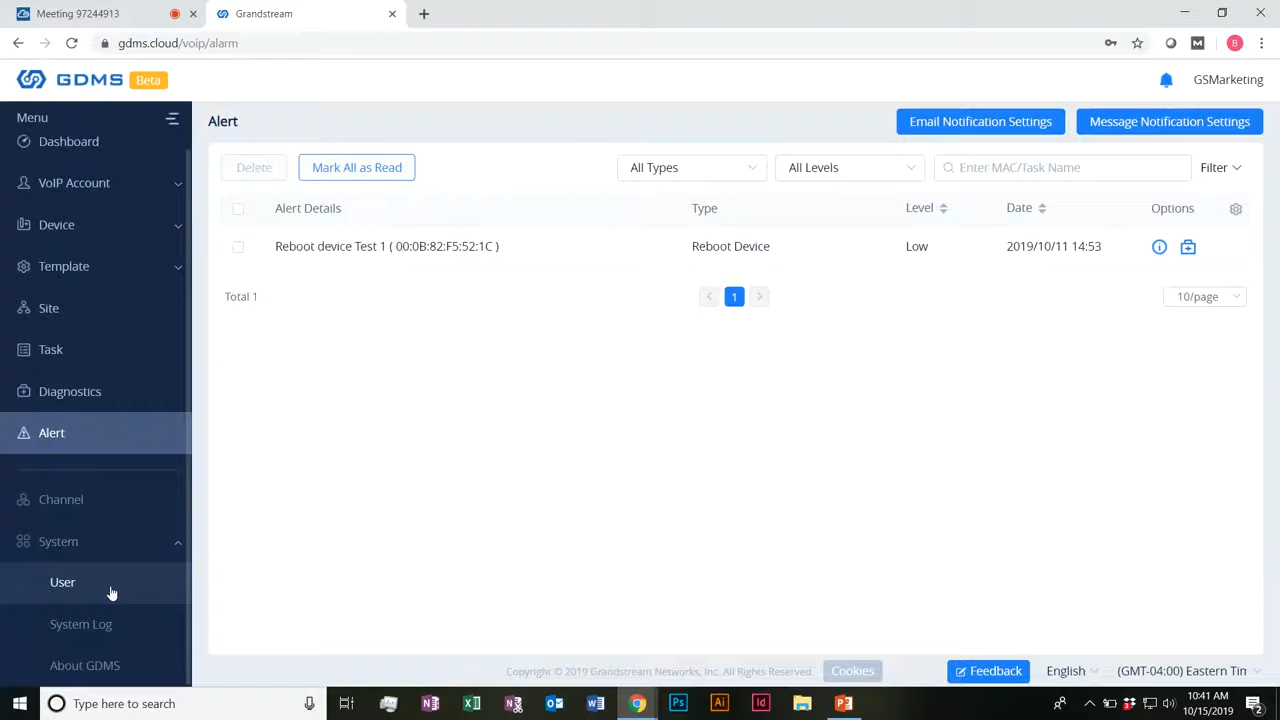 Meeting 97244913
Grandstream
gdms.cloud/voip/alarm
M
B
GDMS Beta
GSMarketing
Menu
Dashboard
VoIP Account
Device
Template
Site
Task
Diagnostics
Alert
Channel
System
User
System Log
About GDMS
Alert
Email Notification Settings
Message Notification Settings
Delete
Mark All as Read
All Types
All Levels
Enter MAC/Task Name
Filter
Alert Details
Type
Level
Date
Options
Reboot device Test 1 ( 00:0B:82:F5:52:1C )
Reboot Device
Low
2019/10/11 14:53
Total 1
1
10/page
Copyright © 2019 Grandstream Networks, Inc. All Rights Reserved.
Cookies
Feedback
English
(GMT-04:00) Eastern Tin
Type here to search
Ps
Ai
Id
10:41 AM
10/15/2019
2